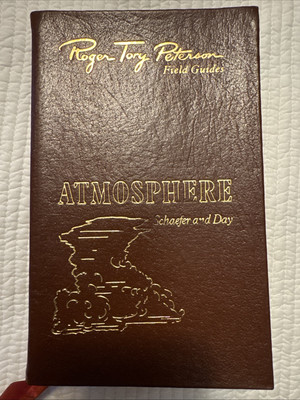 Roger Tory Peterson
Field Guides
ATMOSPHERE
Schaefer and Day